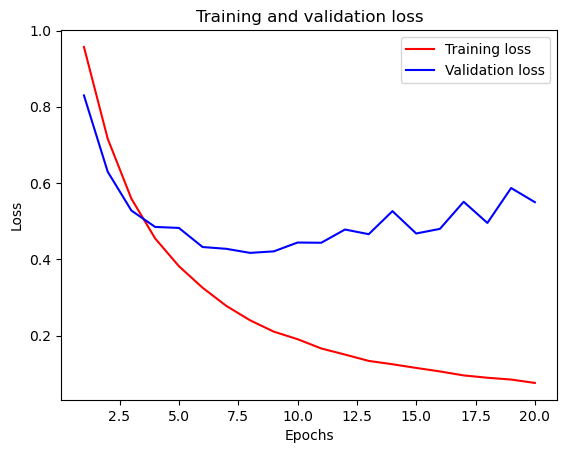 Training and validation loss
Training loss
Validation loss
Loss
1.0
0.8
0.6
0.4
0.2
2.5 5.0 7.5 10.0 12.5 15.0 17.5 20.0
Epochs